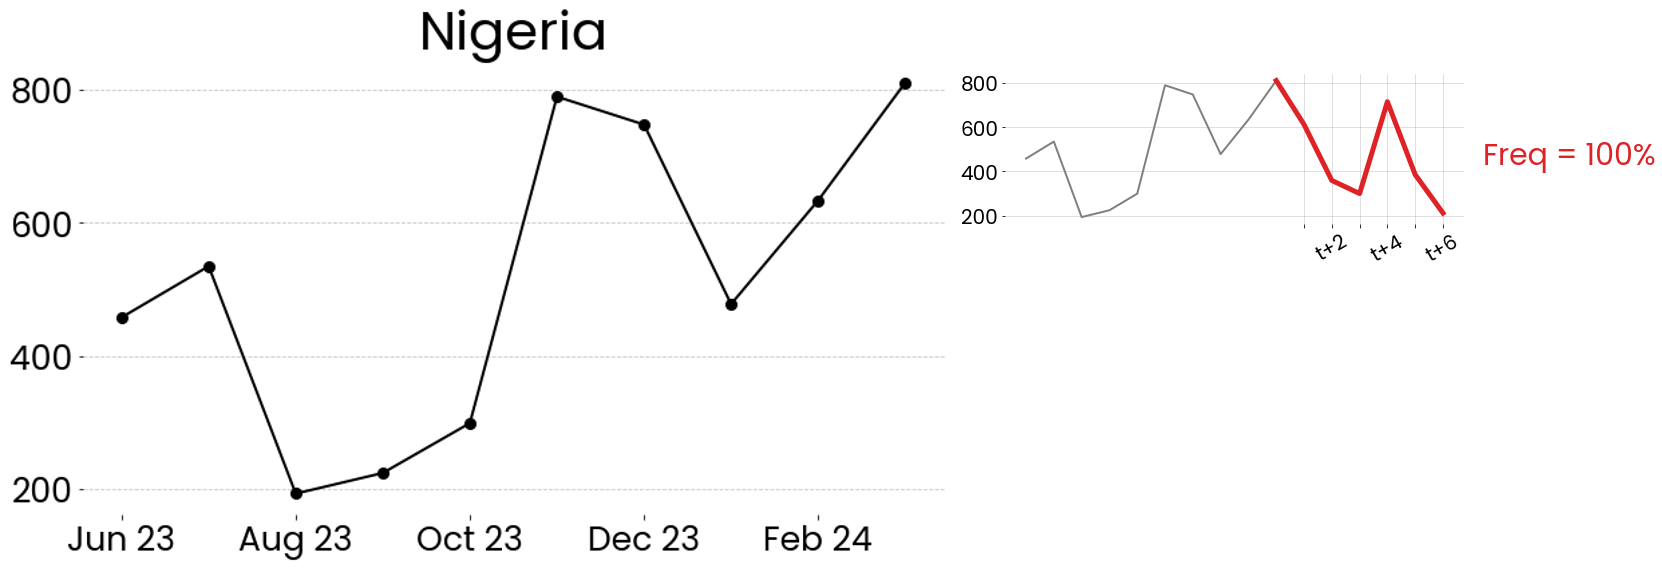 Nigeria
800
600
400
200
Jun 23
Aug 23
Oct 23
Dec 23
Feb 24
800
600
400
200
t+2
t+4
t+6
Freq = 100%